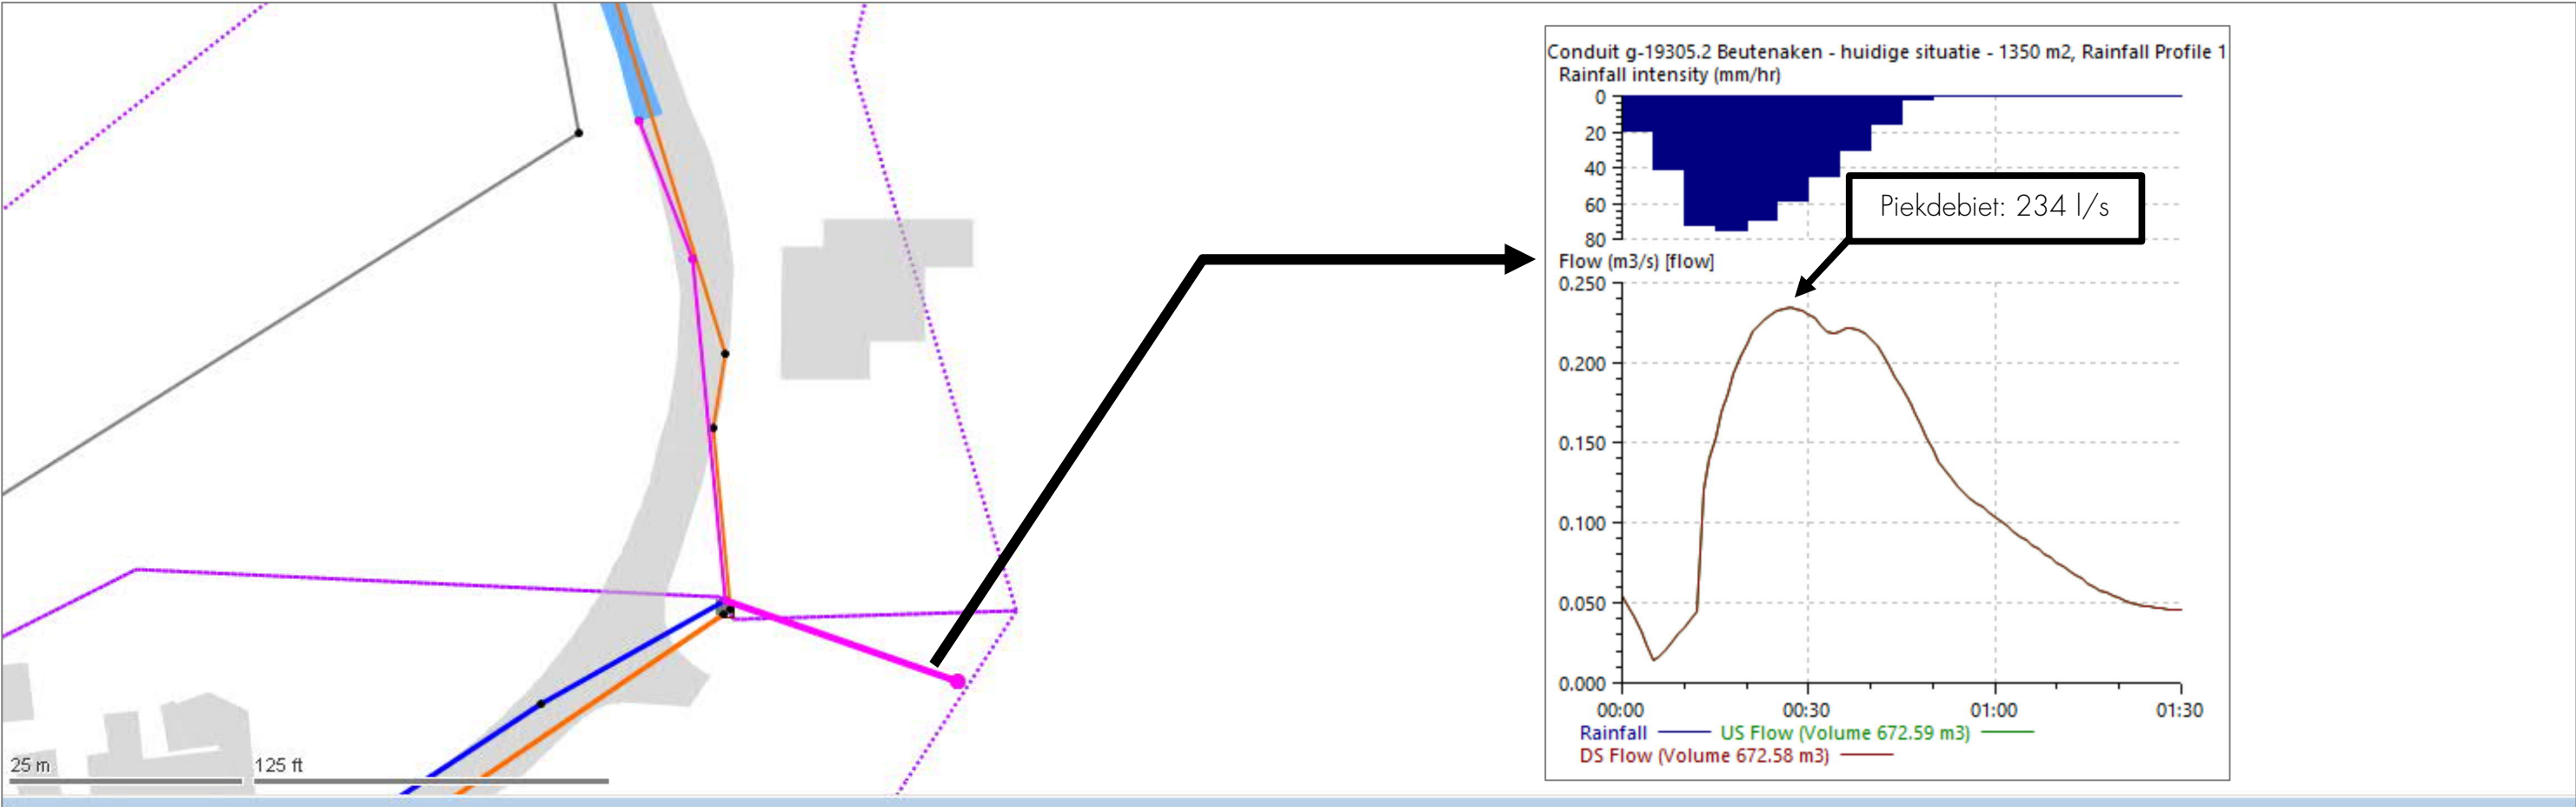 25 m
125 ft
Conduit g-19305.2 Beutenaken - huidige situatie - 1350 m2, Rainfall Profile 1
Rainfall intensity (mm/hr)
0
20
40
60
80
Piekdebiet: 234 l/s
Flow (m3/s) [flow]
0.250
0.200
0.150
0.100
0.050
0.000
00:00 00:30 01:00 01:30
Rainfall US Flow (Volume 672.59 m3)
DS Flow (Volume 672.58 m3)